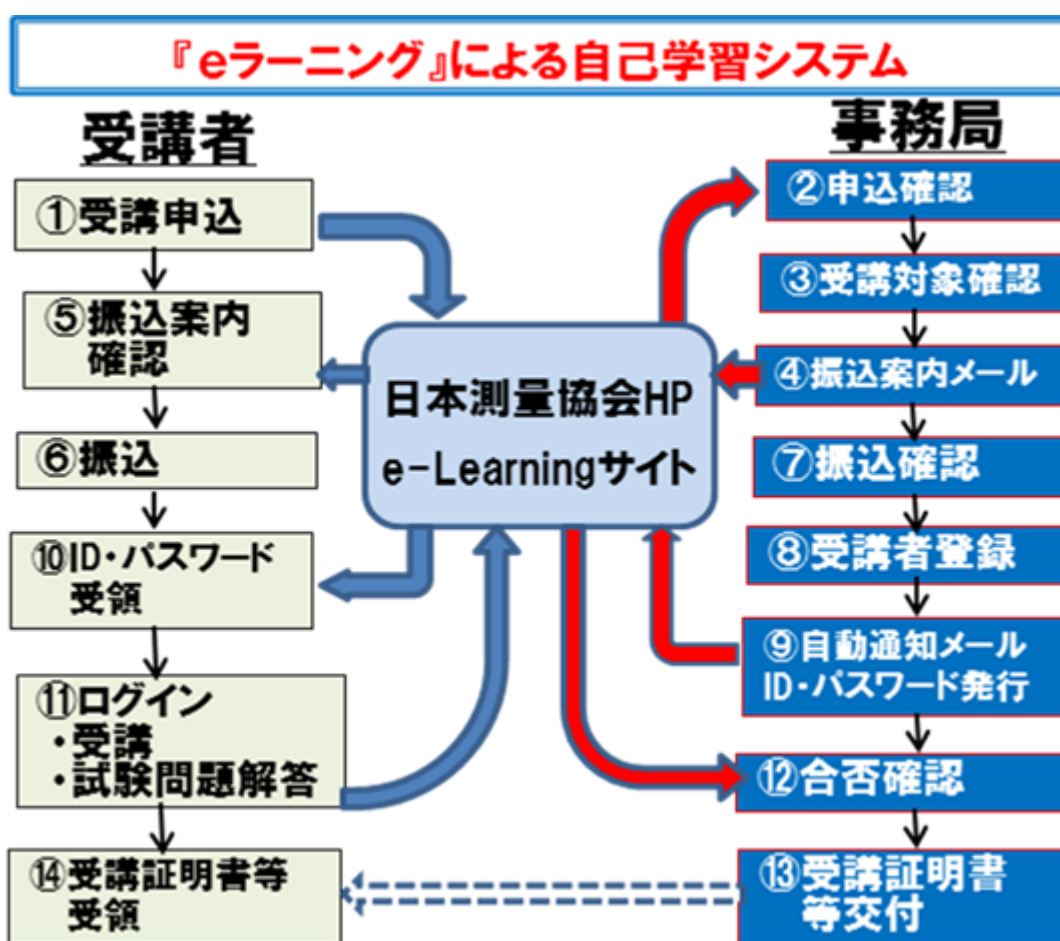 『eラーニング』による自己学習システム
受講者
事務局
①受講申込
⑤振込案内
確認
⑥振込
⑩ID・パスワード
受領
⑪ログイン
・受講
・試験問題解答
⑭受講証明書等
受領
日本測量協会HP
e-Learningサイト
②申込確認
③受講対象確認
④振込案内メール
⑦振込確認
⑧受講者登録
⑨自動通知メール
ID・パスワード発行
⑫合否確認
⑬受講証明書
等交付